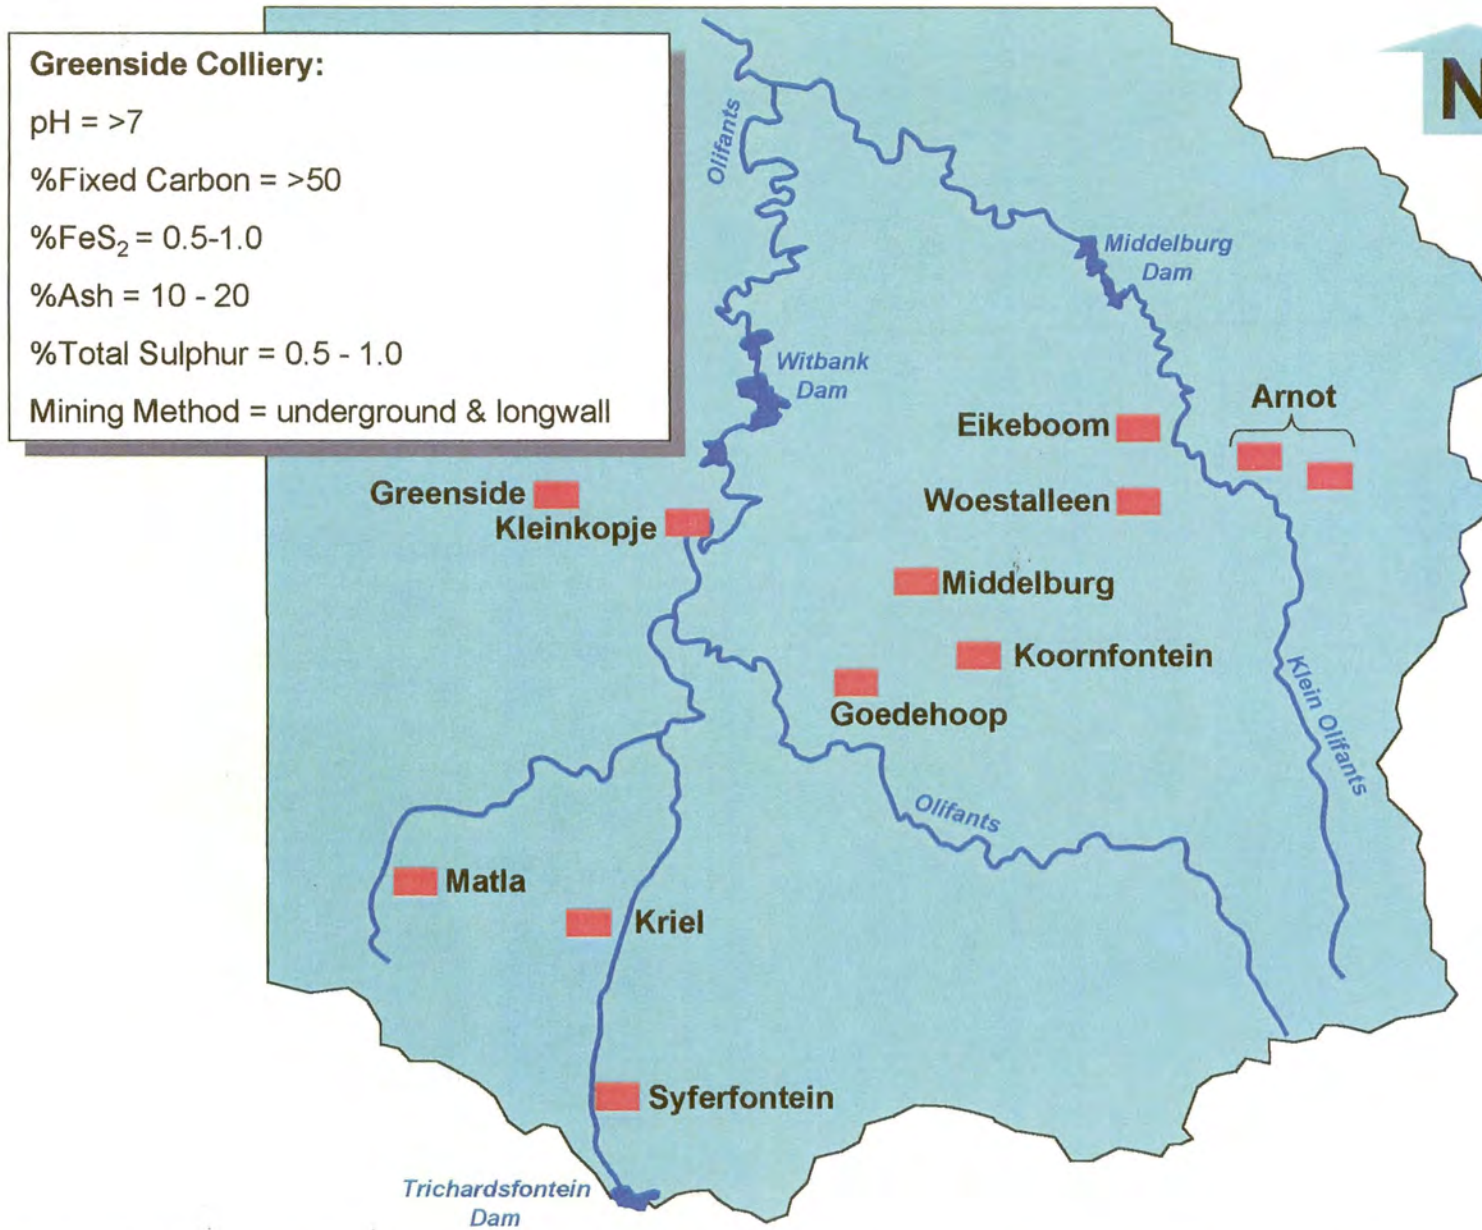 Greenside Colliery:
pH = >7
%Fixed Carbon = >50
%FeS₂ = 0.5-1.0
%Ash = 10 - 20
%Total Sulphur = 0.5 - 1.0
Mining Method = underground & longwall
N
Olifants
Middelburg
Dam
Witbank
Dam
Arnot
Eikeboom
Greenside
Woestalleen
Kleinkopje
Middelburg
Koornfontein
Klein Olifants
Goedehoop
Olifants
Matla
Kriel
Syferfontein
Trichardsfontein
Dam